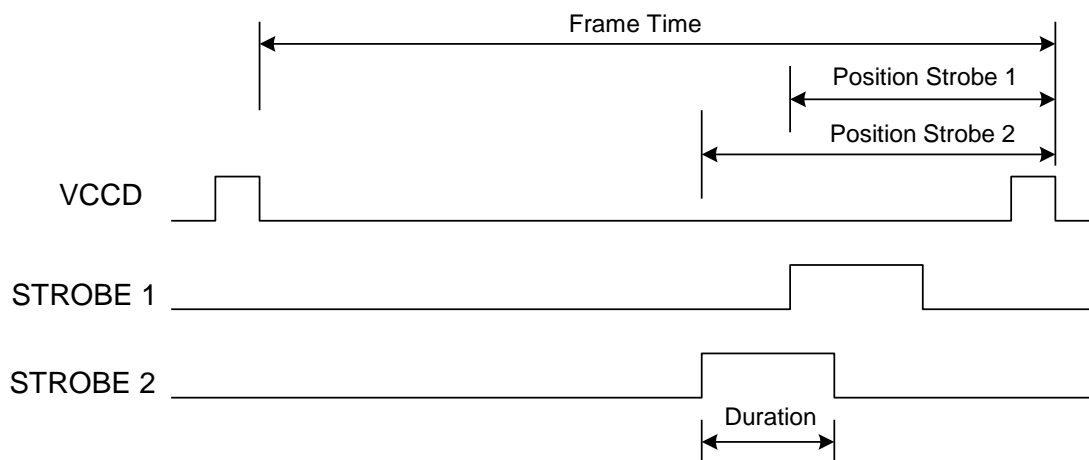 Frame Time
Position Strobe 1
Position Strobe 2
VCCD
STROBE 1
STROBE 2
Duration